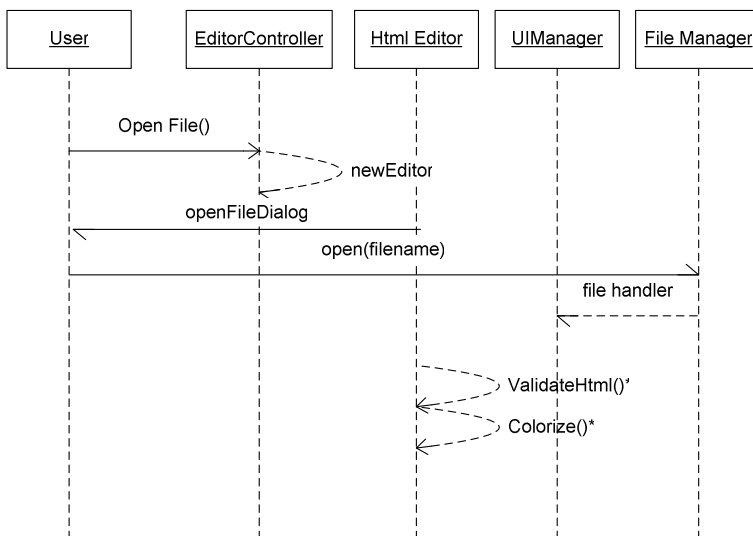 User
EditorController
Html Editor
UIManager
File Manager
Open File()
newEditor
openFileDialog
open(filename)
file handler
ValidateHtml()*
Colorize()*